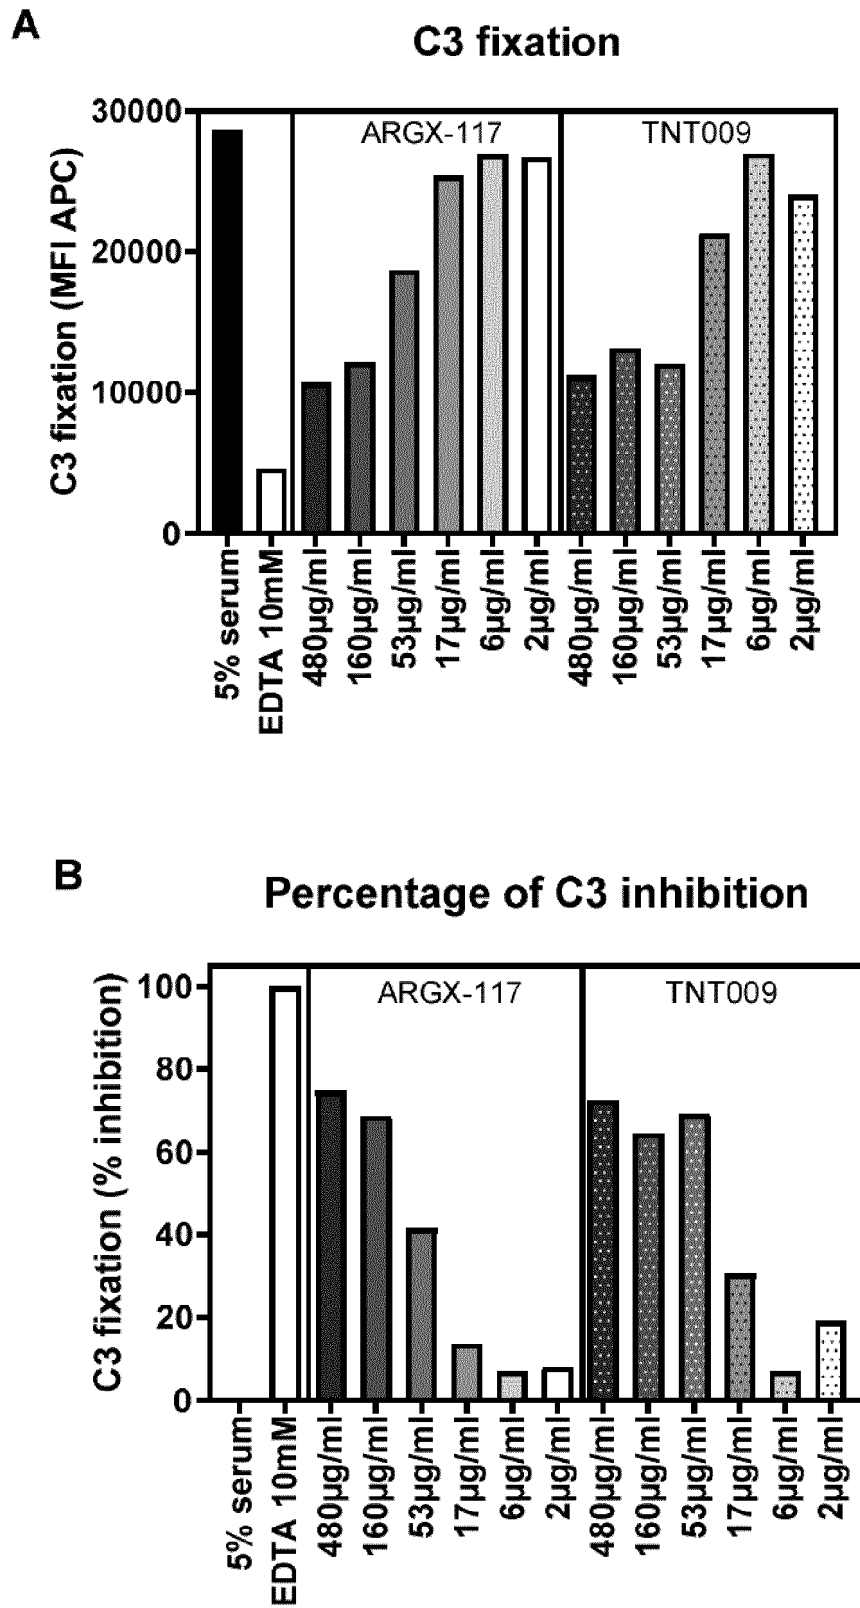 A
C3 fixation
C3 fixation (MFI APC)
30000
20000
10000
0
ARGX-117
TNT009
5% serum
EDTA 10mM
480µg/ml
160µg/ml
53µg/ml
17µg/ml
6µg/ml
2µg/ml
480µg/ml
160µg/ml
53µg/ml
17µg/ml
6µg/ml
2µg/ml
B
Percentage of C3 inhibition
C3 fixation (% inhibition)
100
80
60
40
20
0
ARGX-117
TNT009
5% serum
EDTA 10mM
480µg/ml
160µg/ml
53µg/ml
17µg/ml
6µg/ml
2µg/ml
480µg/ml
160µg/ml
53µg/ml
17µg/ml
6µg/ml
2µg/ml